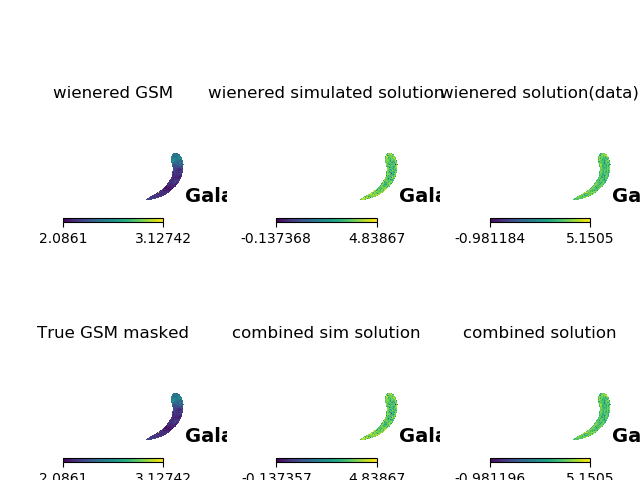 wienered GSM
wienered simulated solution
wienered solution(data)
Gala
Gala
Ga
2.0861 3.12742
-0.137368 4.83867
-0.981184 5.1505
True GSM masked
combined sim solution
combined solution
Gala
Gala
Ga
2.0861 3.12742
-0.137357 4.83867
-0.981196 5.1505